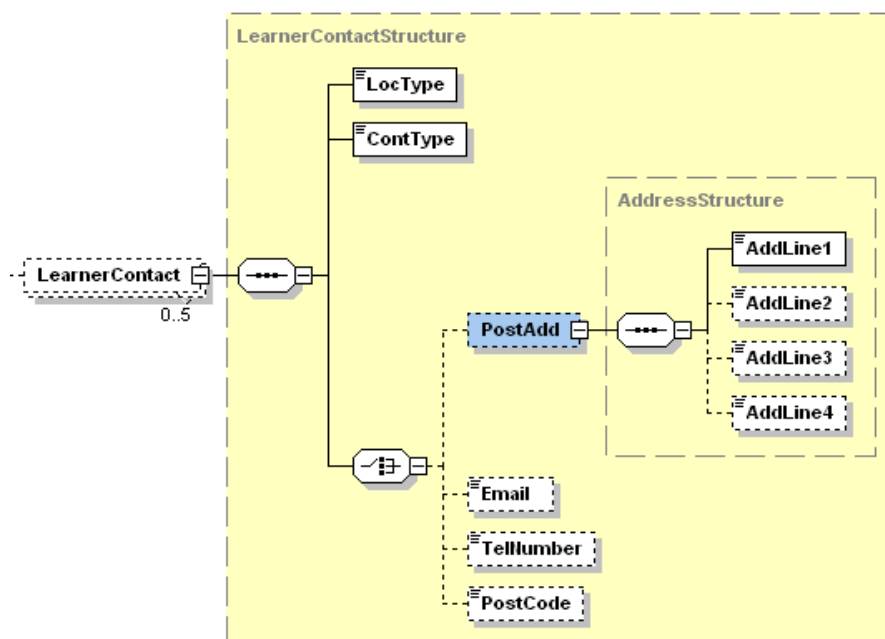 LearnerContactStructure
LocType
ContType
AddressStructure
AddLine1
LearnerContact
0..5
AddLine2
PostAdd
AddLine3
AddLine4
Email
TelNumber
PostCode